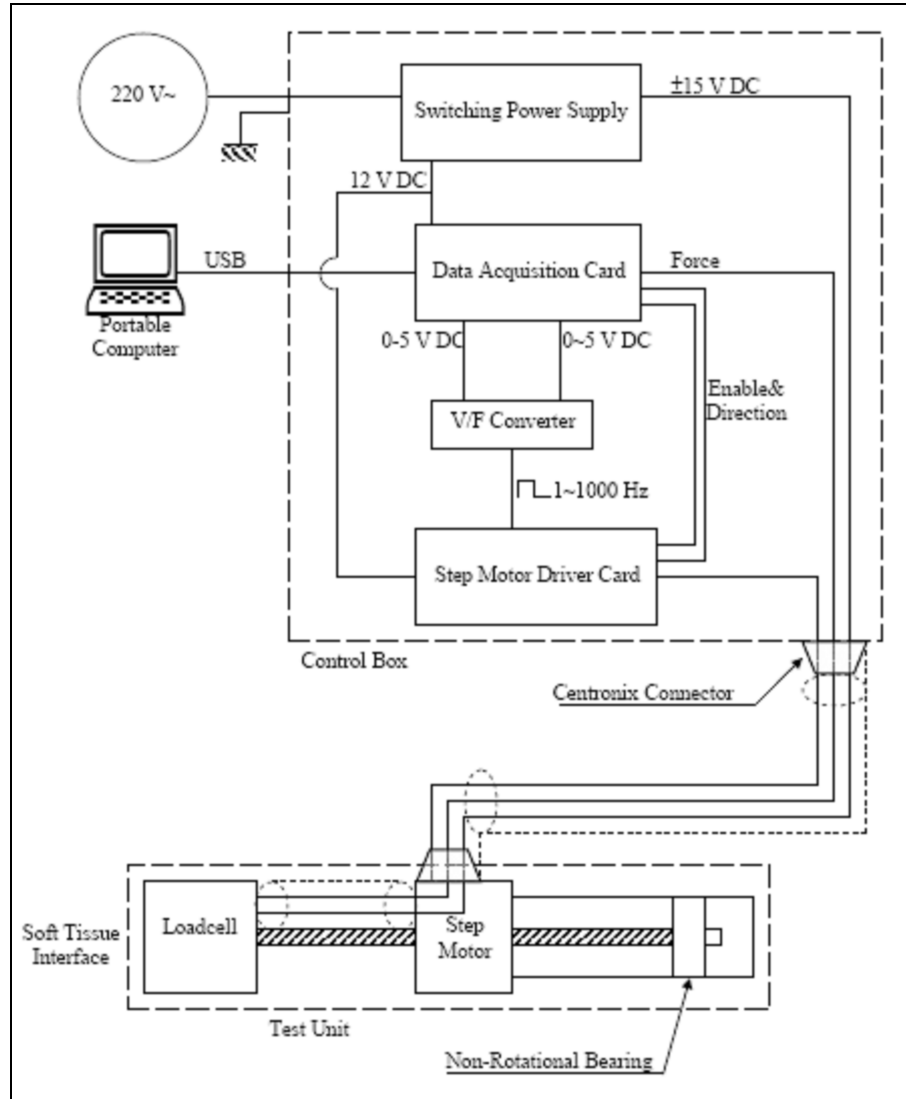 220 V~
Switching Power Supply
±15 V DC
12 V DC
USB
Data Acquisition Card
Force
Portable
Computer
0-5 V DC
0~5 V DC
Enable&
Direction
V/F Converter
1~1000 Hz
Step Motor Driver Card
Control Box
Centronix Connector
Soft Tissue
Interface
Loadcell
Step
Motor
Test Unit
Non-Rotational Bearing